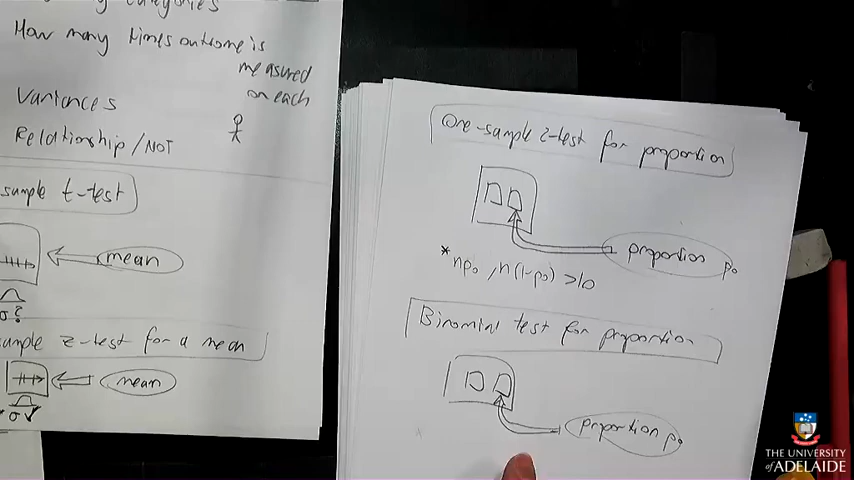 categories
How many times outcome is
measured
on each
Variances
Relationship/NOT
sample t-test
mean
σ?
sample z-test for a mean
mean
σ✓
One-sample z-test for proportion
proportion p₀
*np₀, n(1-p₀) >10
Binomial test for proportion
proportion p₀
THE UNIVERSITY
of ADELAIDE